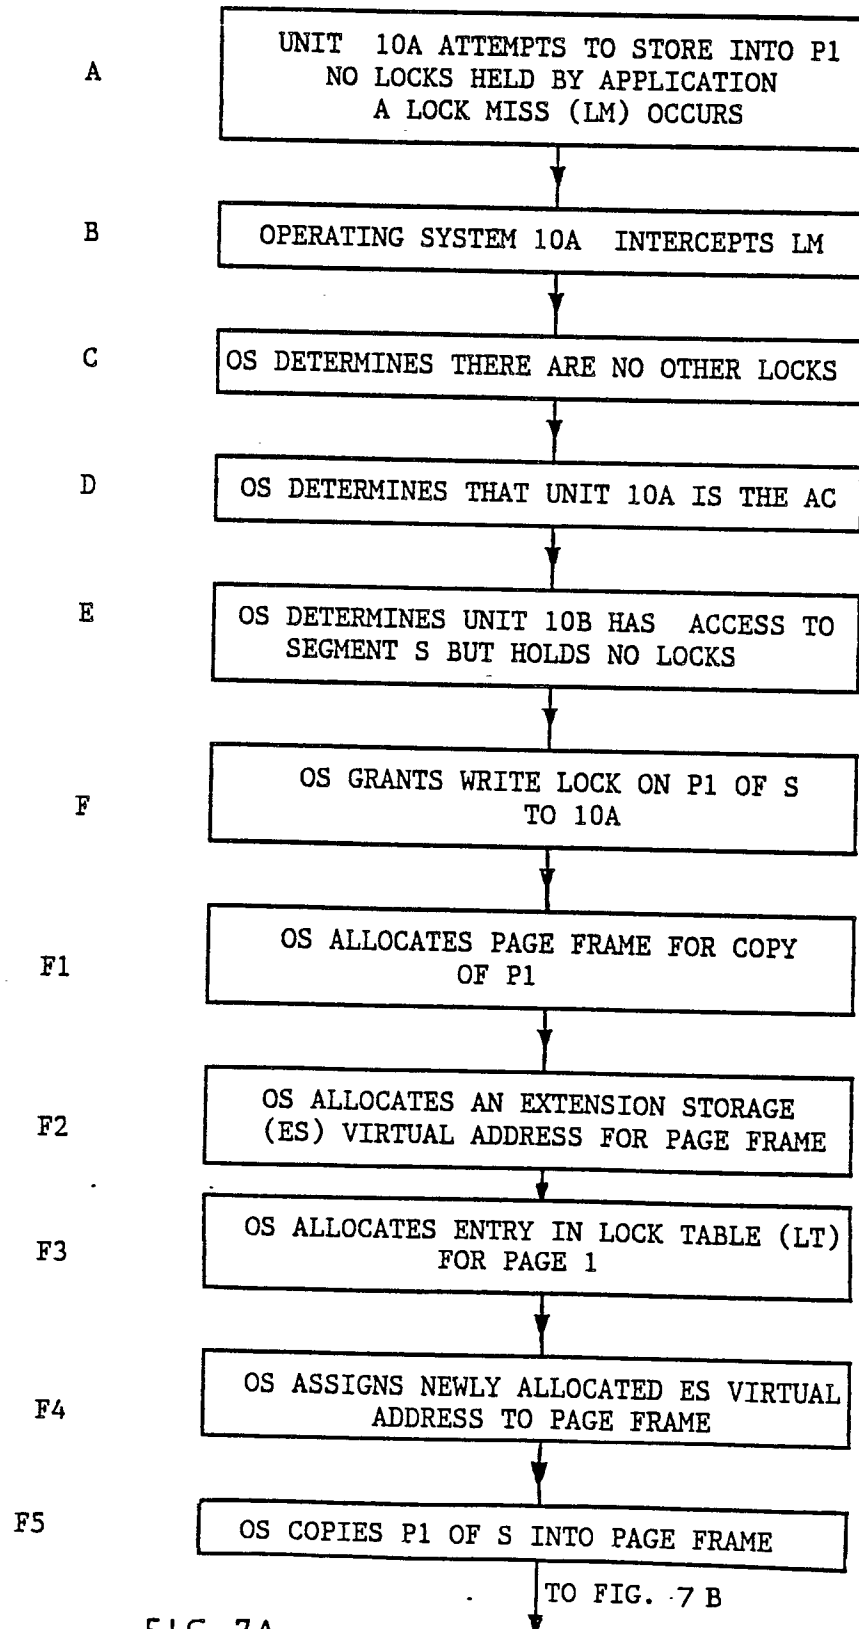 A
UNIT 10A ATTEMPTS TO STORE INTO P1
NO LOCKS HELD BY APPLICATION
A LOCK MISS (LM) OCCURS
B
OPERATING SYSTEM 10A INTERCEPTS LM
C
OS DETERMINES THERE ARE NO OTHER LOCKS
D
OS DETERMINES THAT UNIT 10A IS THE AC
E
OS DETERMINES UNIT 10B HAS ACCESS TO
SEGMENT S BUT HOLDS NO LOCKS
F
OS GRANTS WRITE LOCK ON P1 OF S
TO 10A
F1
OS ALLOCATES PAGE FRAME FOR COPY
OF P1
F2
OS ALLOCATES AN EXTENSION STORAGE
(ES) VIRTUAL ADDRESS FOR PAGE FRAME
F3
OS ALLOCATES ENTRY IN LOCK TABLE (LT)
FOR PAGE 1
F4
OS ASSIGNS NEWLY ALLOCATED ES VIRTUAL
ADDRESS TO PAGE FRAME
F5
OS COPIES P1 OF S INTO PAGE FRAME
TO FIG. 7 B
FIG 7A